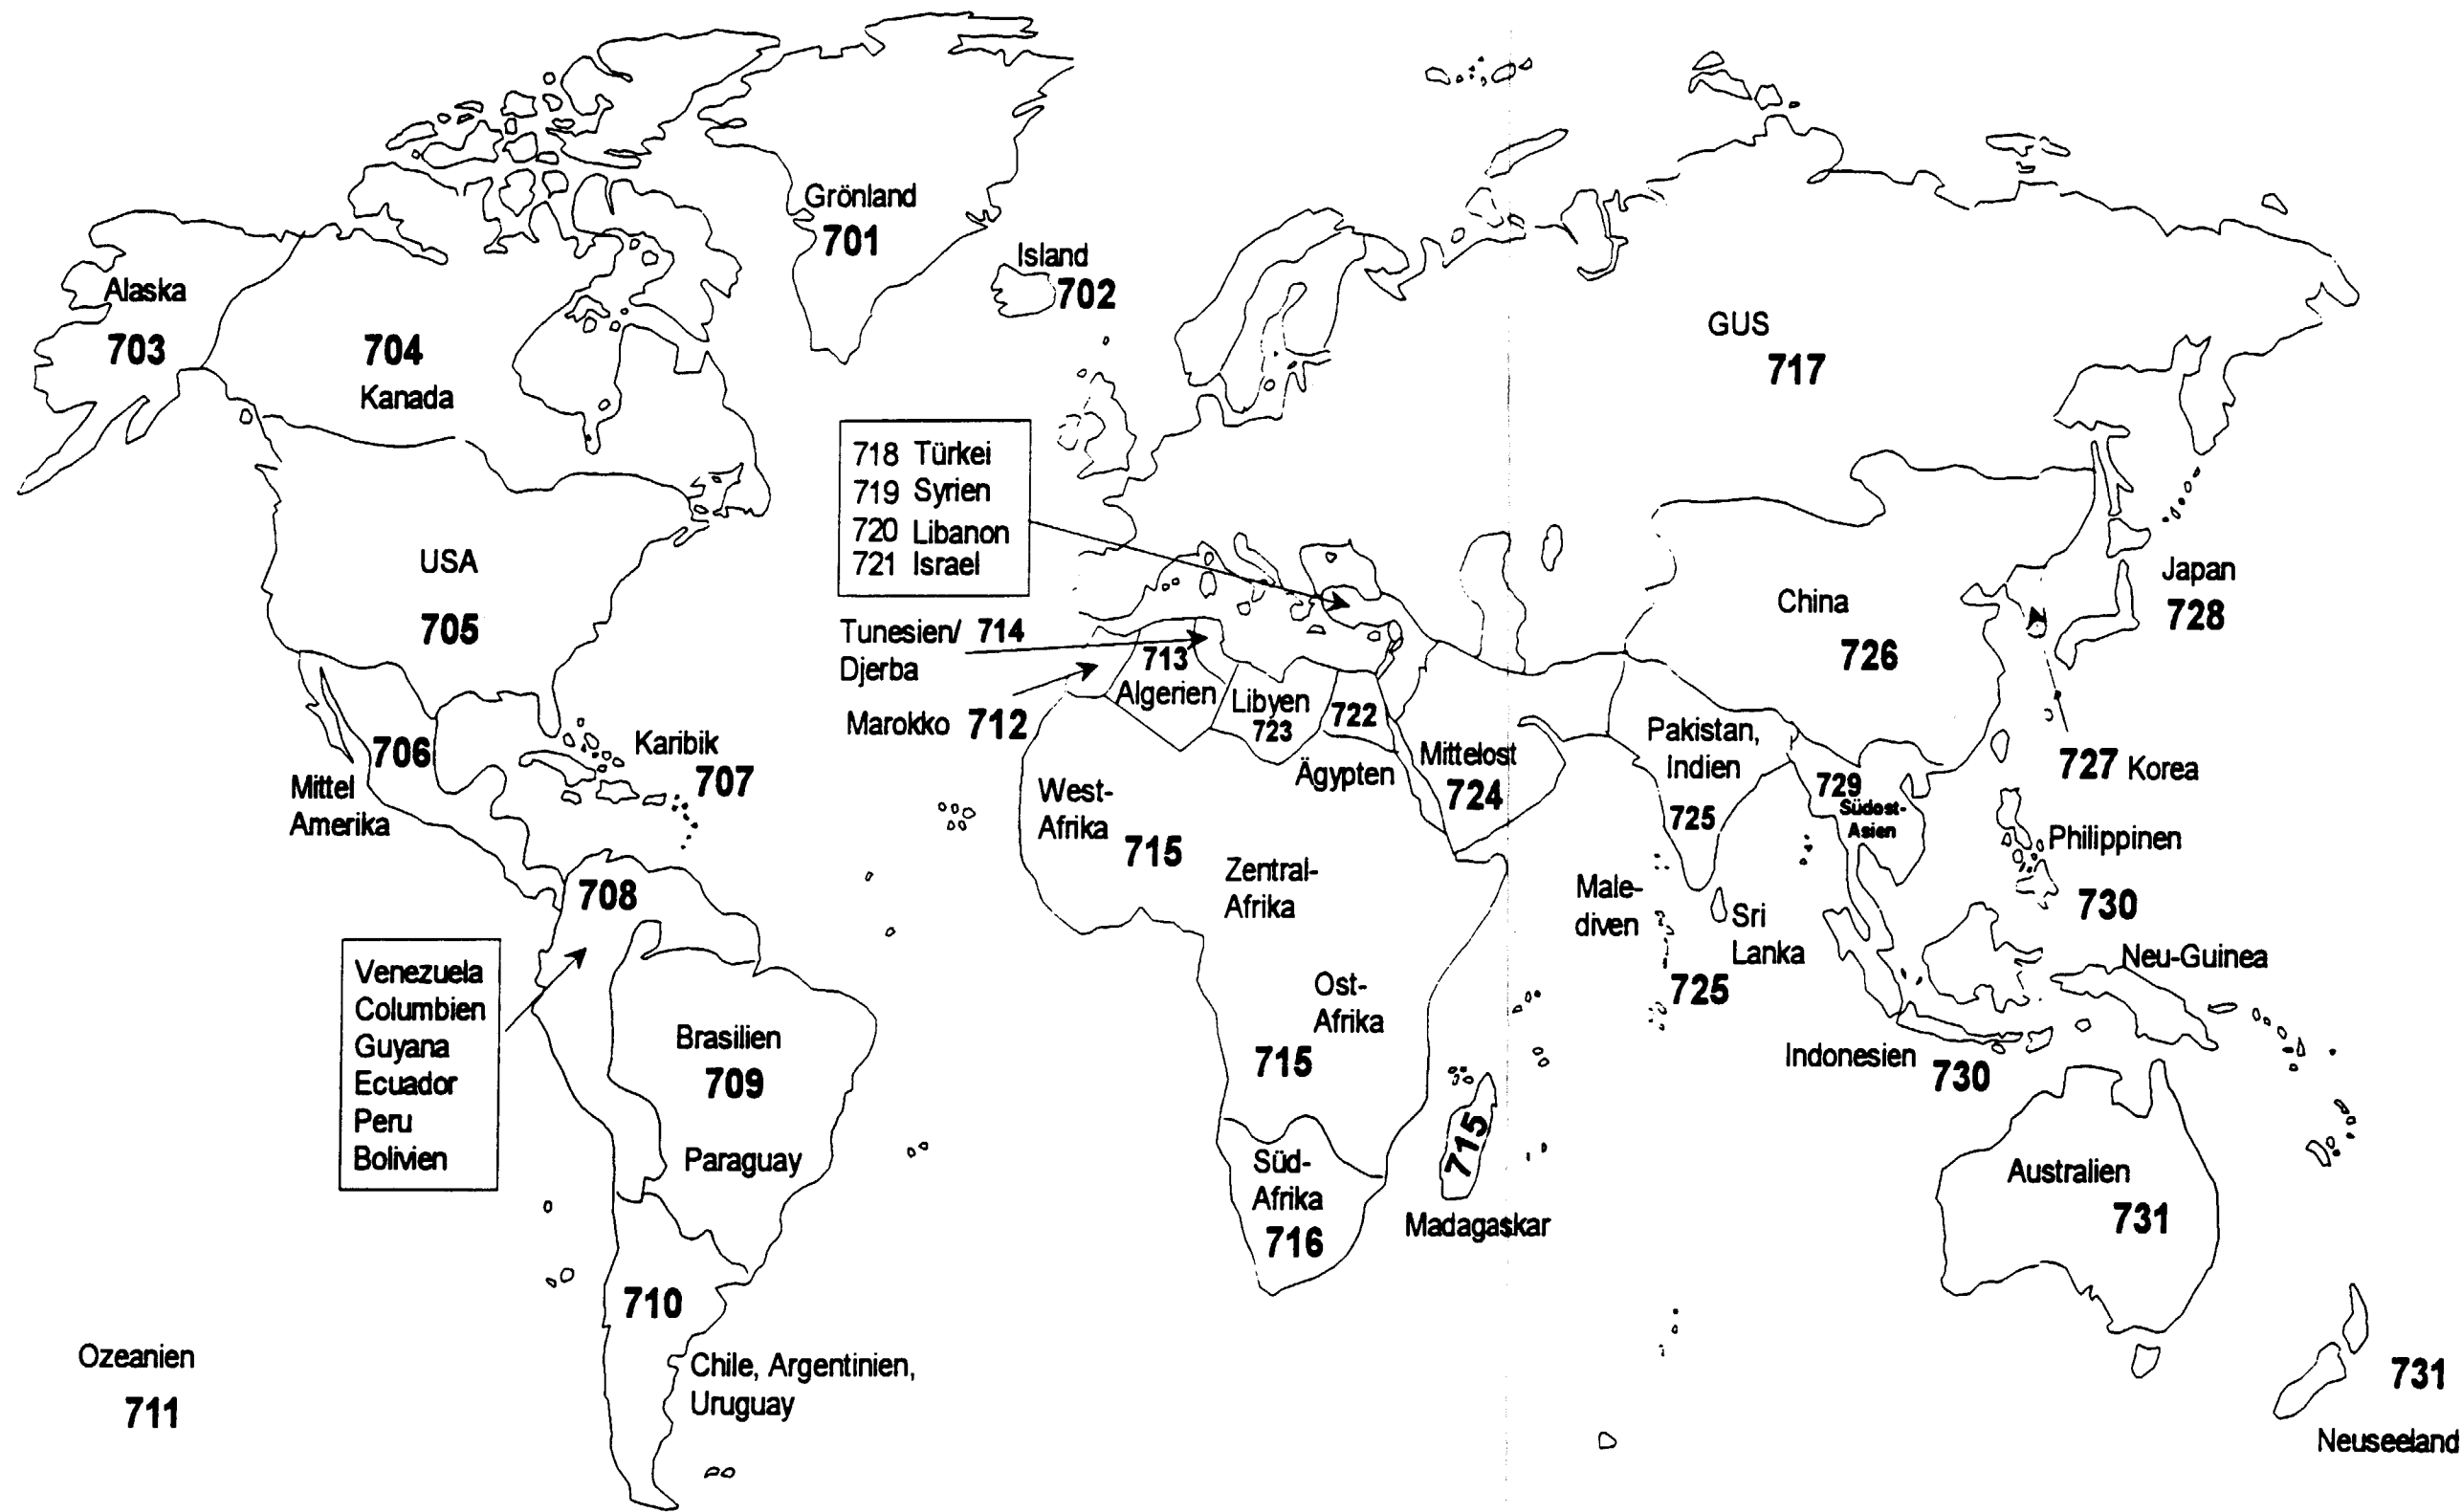 Grönland
701
Island
702
Alaska
703
704
Kanada
GUS
717
718 Türkei
719 Syrien
720 Libanon
721 Israel
USA
705
Tunesien/ 714
Djerba
713
Algerien
Marokko 712
Libyen
723
722
Ägypten
Mittelost
724
China
726
Japan
728
727 Korea
Pakistan,
Indien
725
729
Südost-
Asien
Philippinen
730
706
Mittel
Amerika
Karibik
707
West-
Afrika
715
Zentral-
Afrika
Ost-
Afrika
715
708
Venezuela
Columbien
Guyana
Ecuador
Peru
Bolivien
Brasilien
709
Paraguay
Male-
diven
725
Sri
Lanka
Neu-Guinea
Indonesien 730
Süd-
Afrika
716
715
Madagaskar
Australien
731
710
Chile, Argentinien,
Uruguay
Ozeanien
711
731
Neuseeland